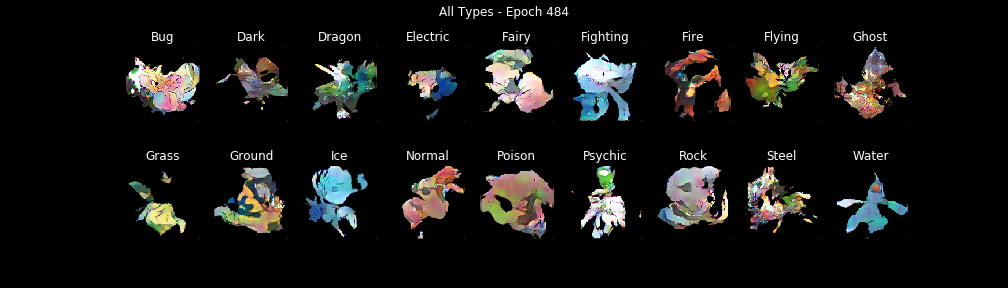 All Types - Epoch 484
Bug Dark Dragon Electric Fairy Fighting Fire Flying Ghost
Grass Ground Ice Normal Poison Psychic Rock Steel Water